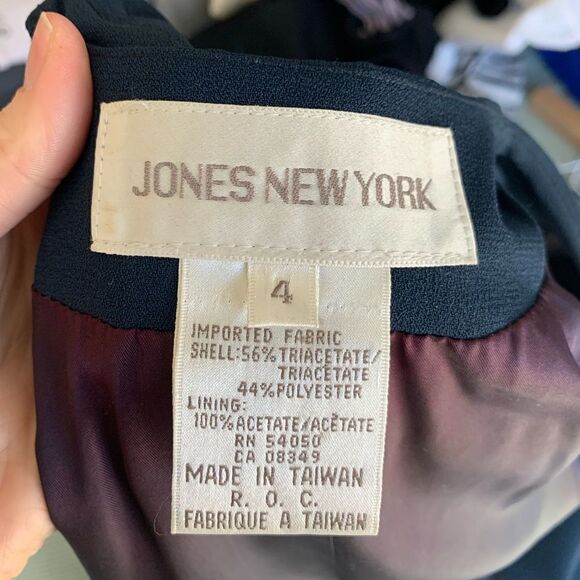 JONES NEW YORK
4
IMPORTED FABRIC
SHELL:56%TRIACETATE/
TRIACÉTATE
44%POLYESTER
LINING:
100%ACETATE/ACÉTATE
RN 54050
CA 08349
MADE IN TAIWAN
R. O. C.
FABRIQUE A TAIWAN